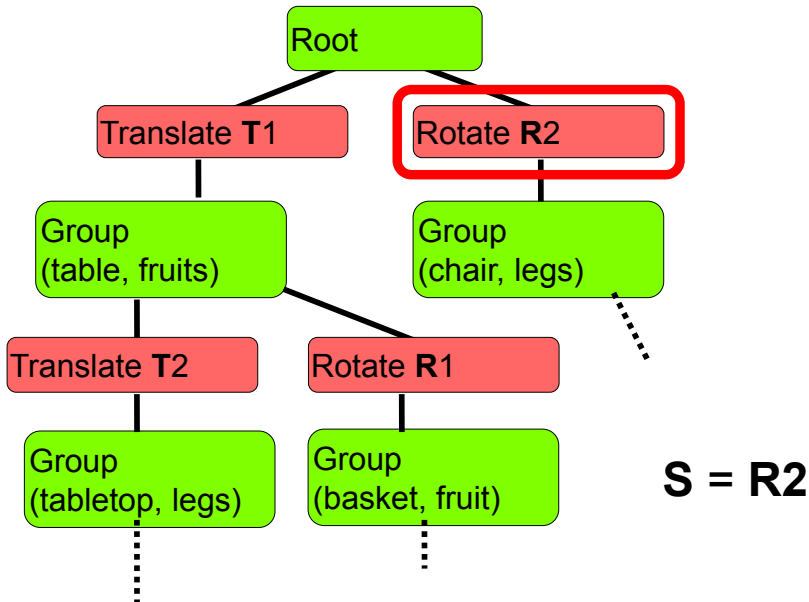 Root
Translate T1
Rotate R2
Group
(table, fruits)
Group
(chair, legs)
Translate T2
Rotate R1
Group
(tabletop, legs)
Group
(basket, fruit)
S = R2